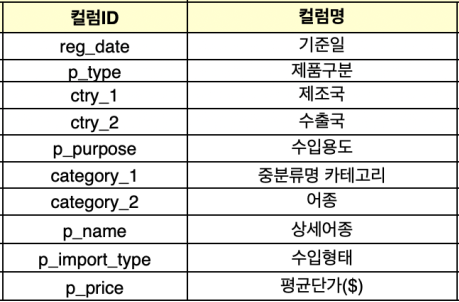 컬럼ID 컬럼명
reg_date 기준일
p_type 제품구분
ctry_1 제조국
ctry_2 수출국
p_purpose 수입용도
category_1 중분류명 카테고리
category_2 어종
p_name 상세어종
p_import_type 수입형태
p_price 평균단가($)